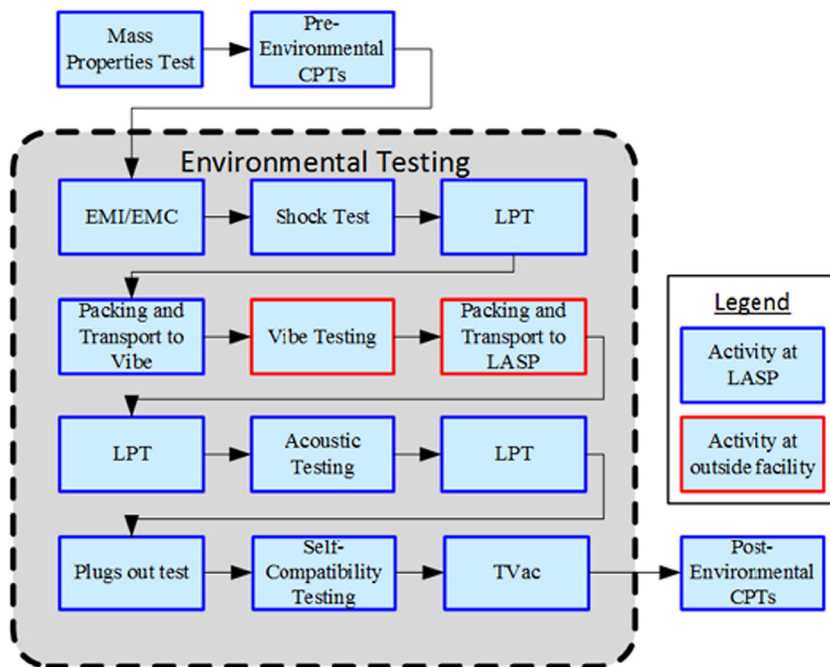 Mass
Properties Test
Pre-
Environmental
CPTs
Environmental Testing
EMI/EMC
Shock Test
LPT
Packing and
Transport to
Vibe
Vibe Testing
Packing and
Transport to
LASP
LPT
Acoustic
Testing
LPT
Plugs out test
Self-
Compatibility
Testing
TVac
Post-
Environmental
CPTs
Legend
Activity at
LASP
Activity at
outside facility